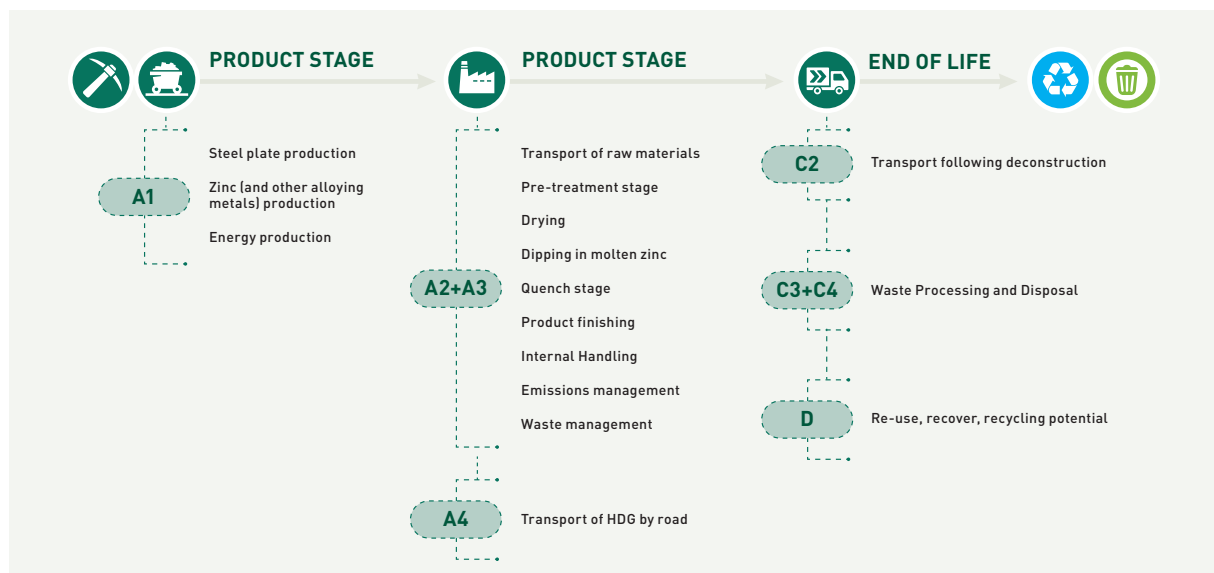 PRODUCT STAGE
A1
Steel plate production
Zinc (and other alloying
metals) production
Energy production
PRODUCT STAGE
A2+A3
Transport of raw materials
Pre-treatment stage
Drying
Dipping in molten zinc
Quench stage
Product finishing
Internal Handling
Emissions management
Waste management
A4
Transport of HDG by road
END OF LIFE
C2
Transport following deconstruction
C3+C4
Waste Processing and Disposal
D
Re-use, recover, recycling potential